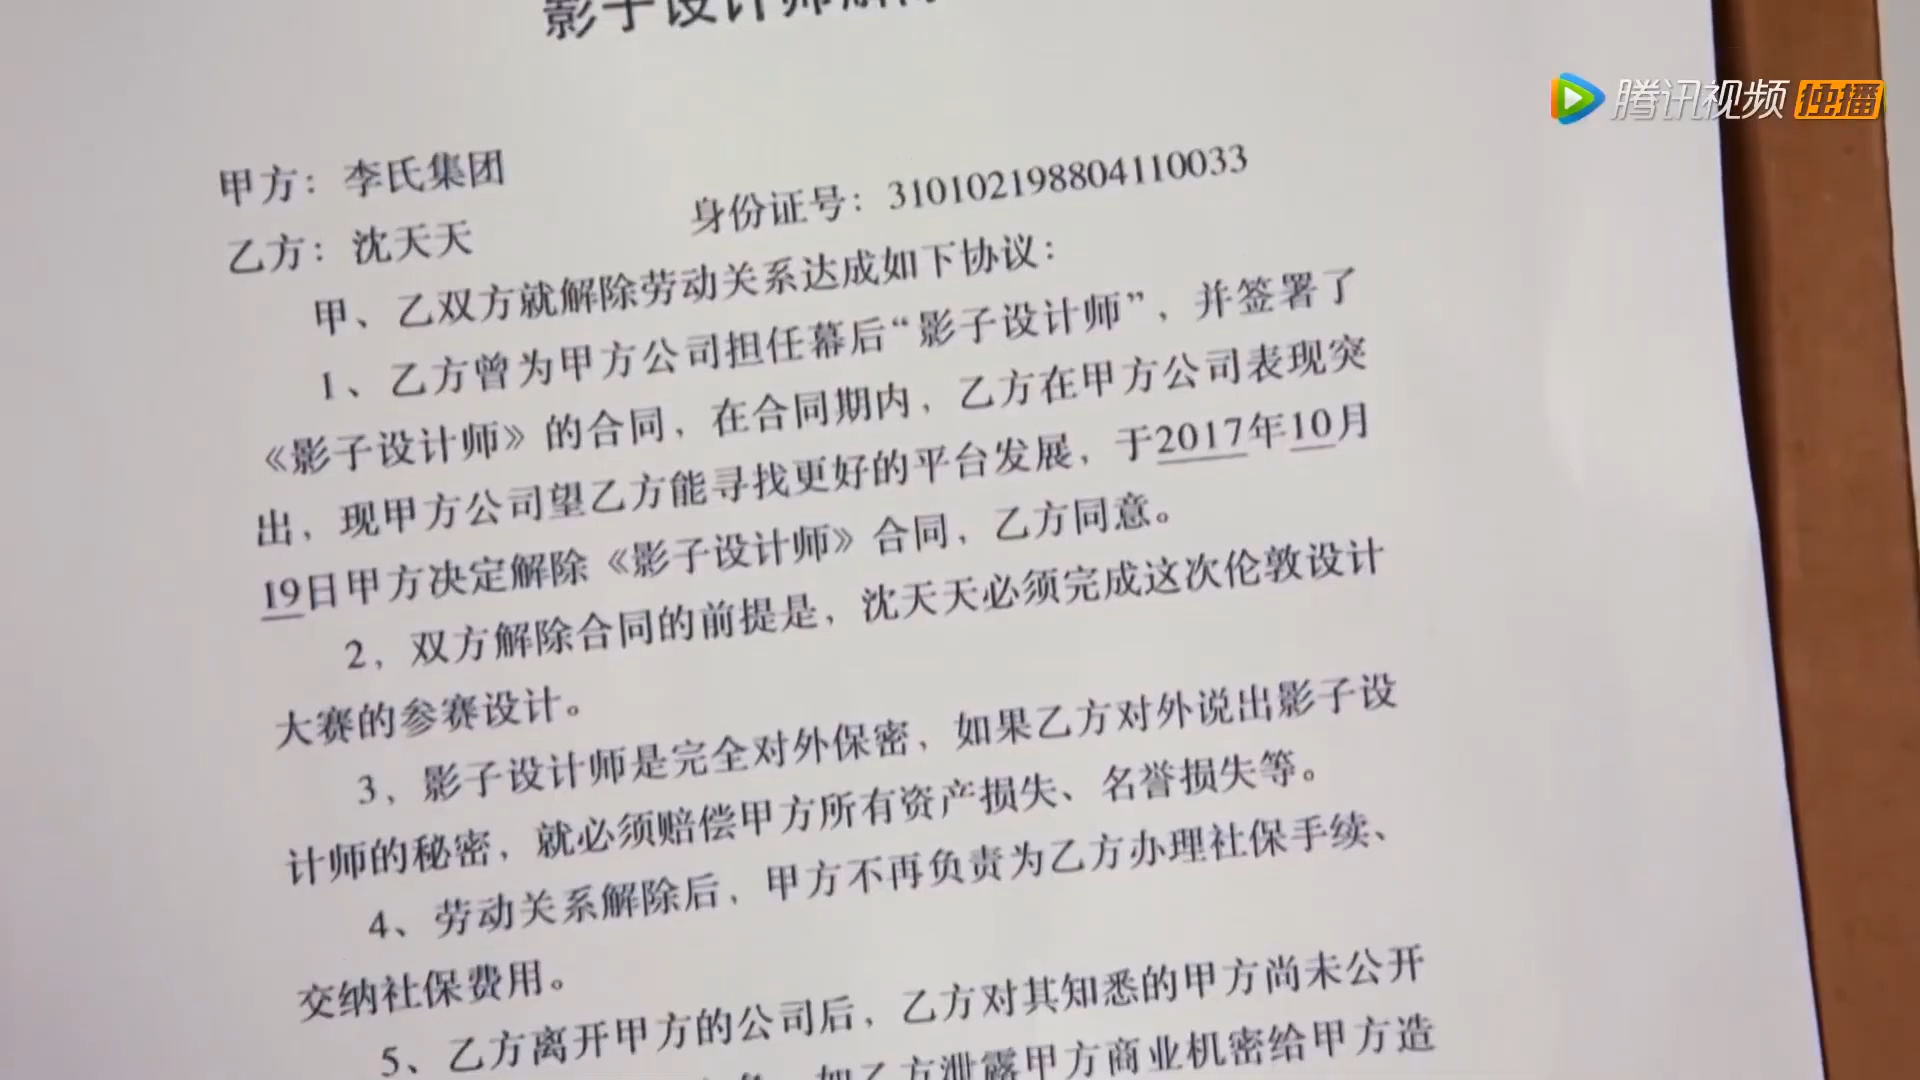 影子设计师解除
腾讯视频 独播
甲方：李氏集团
乙方：沈天天 身份证号：310102198804110033
甲、乙双方就解除劳动关系达成如下协议：
1、乙方曾为甲方公司担任幕后“影子设计师”，并签署了
《影子设计师》的合同，在合同期内，乙方在甲方公司表现突
出，现甲方公司望乙方能寻找更好的平台发展，于2017年10月
19日甲方决定解除《影子设计师》合同，乙方同意。
2，双方解除合同的前提是，沈天天必须完成这次伦敦设计
大赛的参赛设计。
3，影子设计师是完全对外保密，如果乙方对外说出影子设
计师的秘密，就必须赔偿甲方所有资产损失、名誉损失等。
4、劳动关系解除后，甲方不再负责为乙方办理社保手续、
交纳社保费用。
5、乙方离开甲方的公司后，乙方对其知悉的甲方尚未公开
如乙方泄露甲方商业机密给甲方造